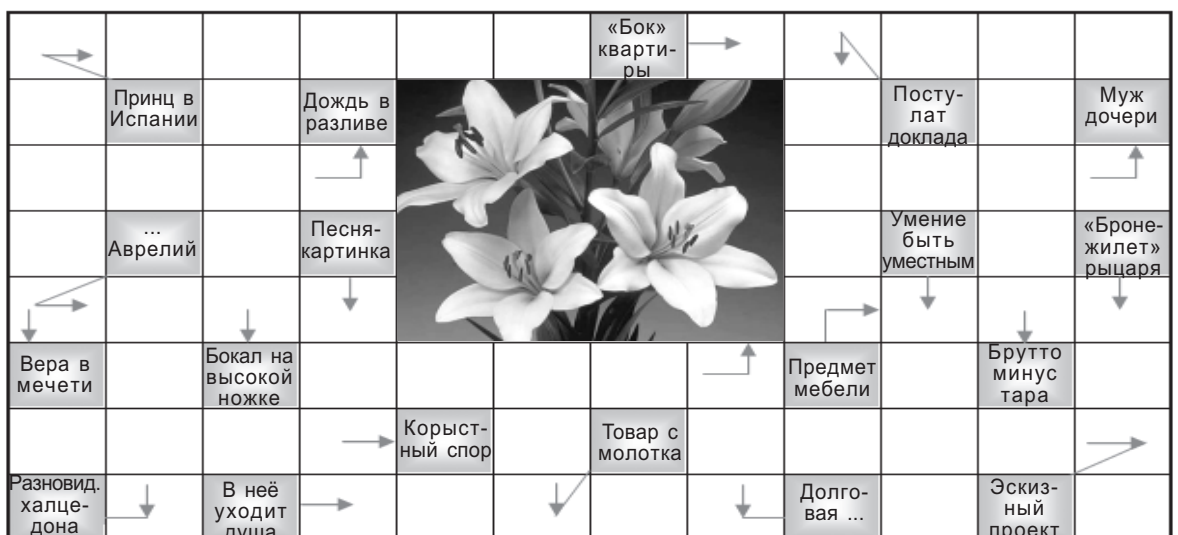 «Бок»
кварти-
ры
Принц в
Испании
Дождь в
разливе
Посту-
лат
доклада
Муж
дочери
...
Аврелий
Песня-
картинка
Умение
быть
уместным
«Броне-
жилет»
рыцаря
Вера в
мечети
Бокал на
высокой
ножке
Предмет
мебели
Брутто
минус
тара
Корыст-
ный спор
Товар с
молотка
Разновид.
халце-
дона
В неё
уходит
душа
Долго-
вая ...
Эскиз-
ный
проект